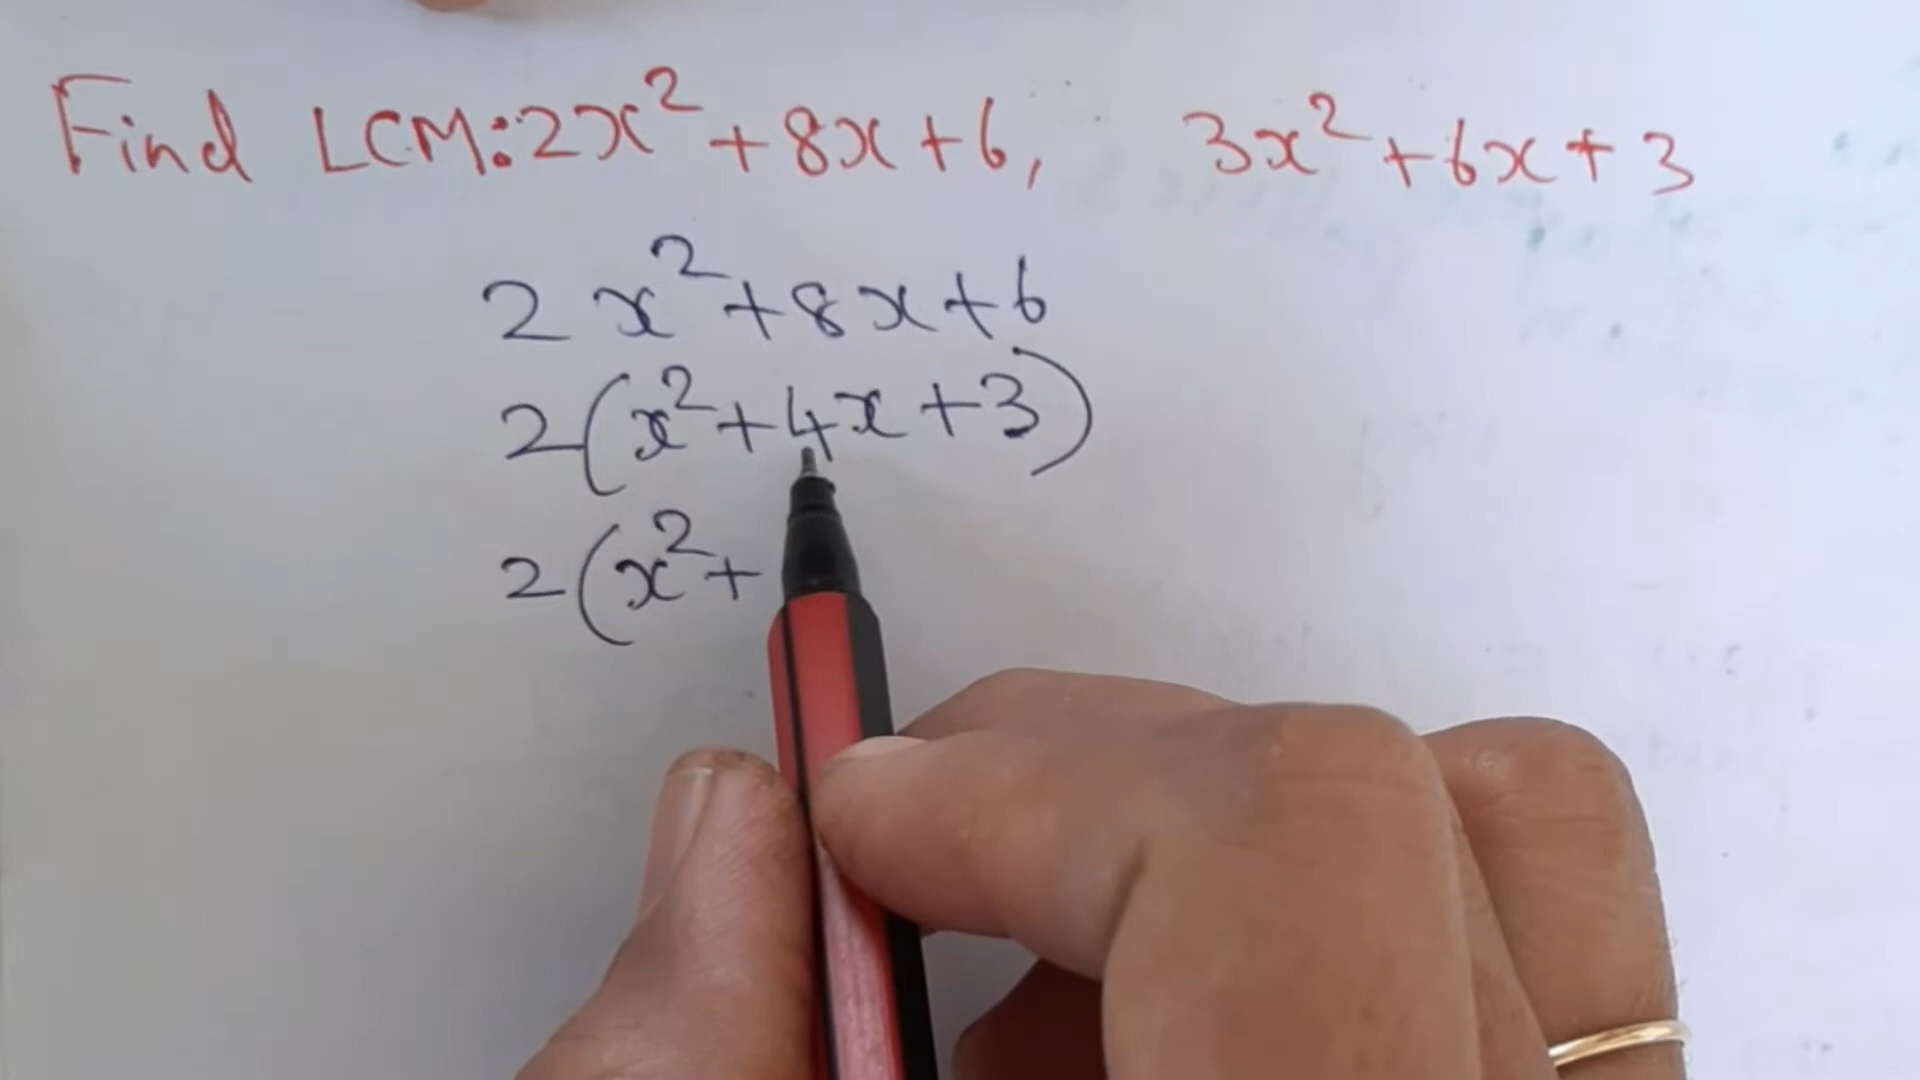 Find LCM: 2x² + 8x + 6, 3x² + 6x + 3
2x² + 8x + 6
2(x² + 4x + 3)
2(x² +